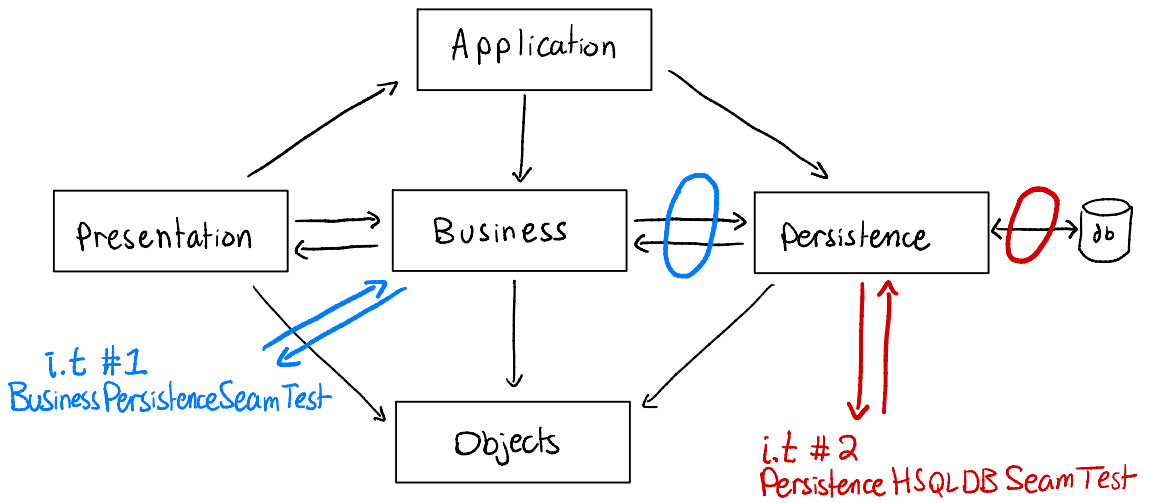 Application
Presentation
Business
Persistence
db
i.t #1
BusinessPersistenceSeamTest
Objects
i.t #2
PersistenceHSQLDBSeamTest